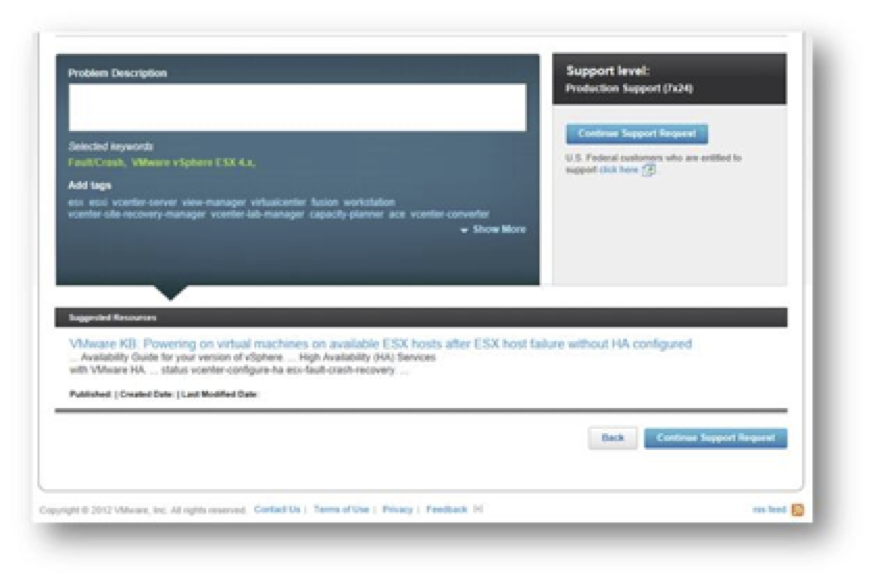 Problem Description
Selected keywords
Fault/Crash, VMware vSphere ESX 4.x,
Add tags
esx esxi vcenter-server view-manager virtualcenter fusion workstation
vcenter-site-recovery-manager vcenter-lab-manager capacity-planner ace vcenter-converter
Show More
Support level:
Production Support (7x24)
Continue Support Request
U.S. Federal customers who are entitled to
support click here
Suggested Resources
VMware KB: Powering on virtual machines on available ESX hosts after ESX host failure without HA configured
... Availability Guide for your version of vSphere. ... High Availability (HA) Services
with VMware HA. ... status vcenter-configure-ha esx-fault-crash-recovery. ...
Published: | Created Date: | Last Modified Date:
Back Continue Support Request
Copyright © 2012 VMware, Inc. All rights reserved. Contact Us | Terms of Use | Privacy | Feedback [+] rss feed